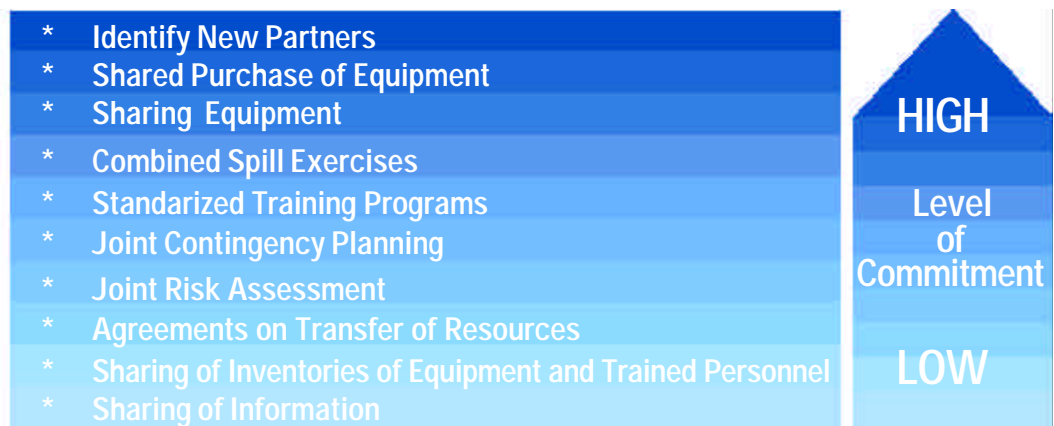 * Identify New Partners
* Shared Purchase of Equipment
* Sharing Equipment
* Combined Spill Exercises
* Standarized Training Programs
* Joint Contingency Planning
* Joint Risk Assessment
* Agreements on Transfer of Resources
* Sharing of Inventories of Equipment and Trained Personnel
* Sharing of Information
HIGH
Level
of
Commitment
LOW